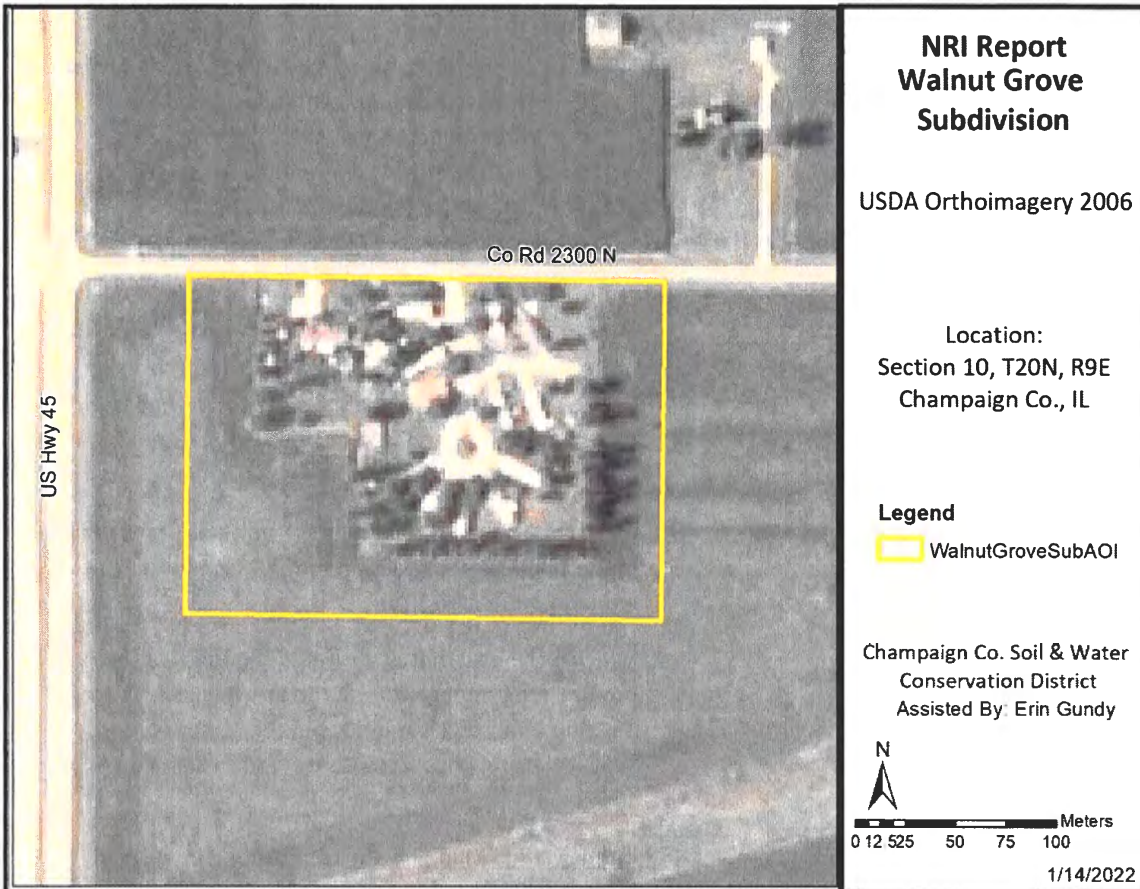 NRI Report
Walnut Grove
Subdivision
USDA Orthoimagery 2006
Co Rd 2300 N
US Hwy 45
Location:
Section 10, T20N, R9E
Champaign Co., IL
Legend
WalnutGroveSubAOI
Champaign Co. Soil & Water
Conservation District
Assisted By: Erin Gundy
N
Meters
0 12.525 50 75 100
1/14/2022